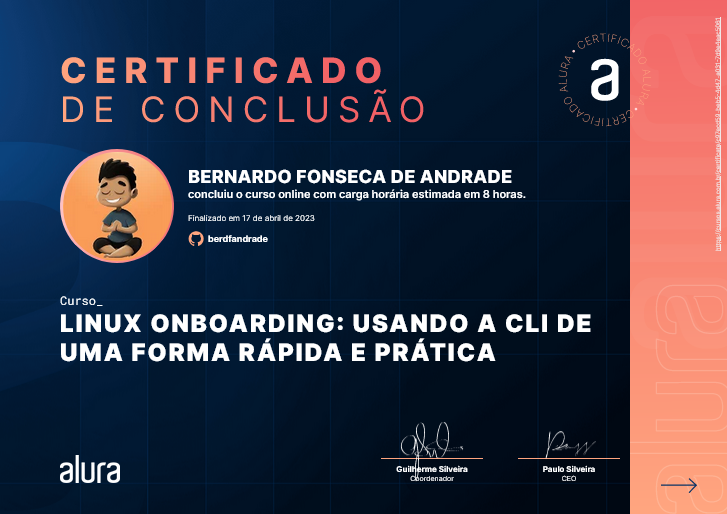 CERTIFICADO
DE CONCLUSÃO
CERTIFICADO ALURA • CERTIFICADO ALURA •
a
BERNARDO FONSECA DE ANDRADE
concluiu o curso online com carga horária estimada em 8 horas.
Finalizado em 17 de abril de 2023
berdfandrade
Curso_
LINUX ONBOARDING: USANDO A CLI DE
UMA FORMA RÁPIDA E PRÁTICA
alura
Guilherme Silveira
Coordenador
Paulo Silveira
CEO
alura